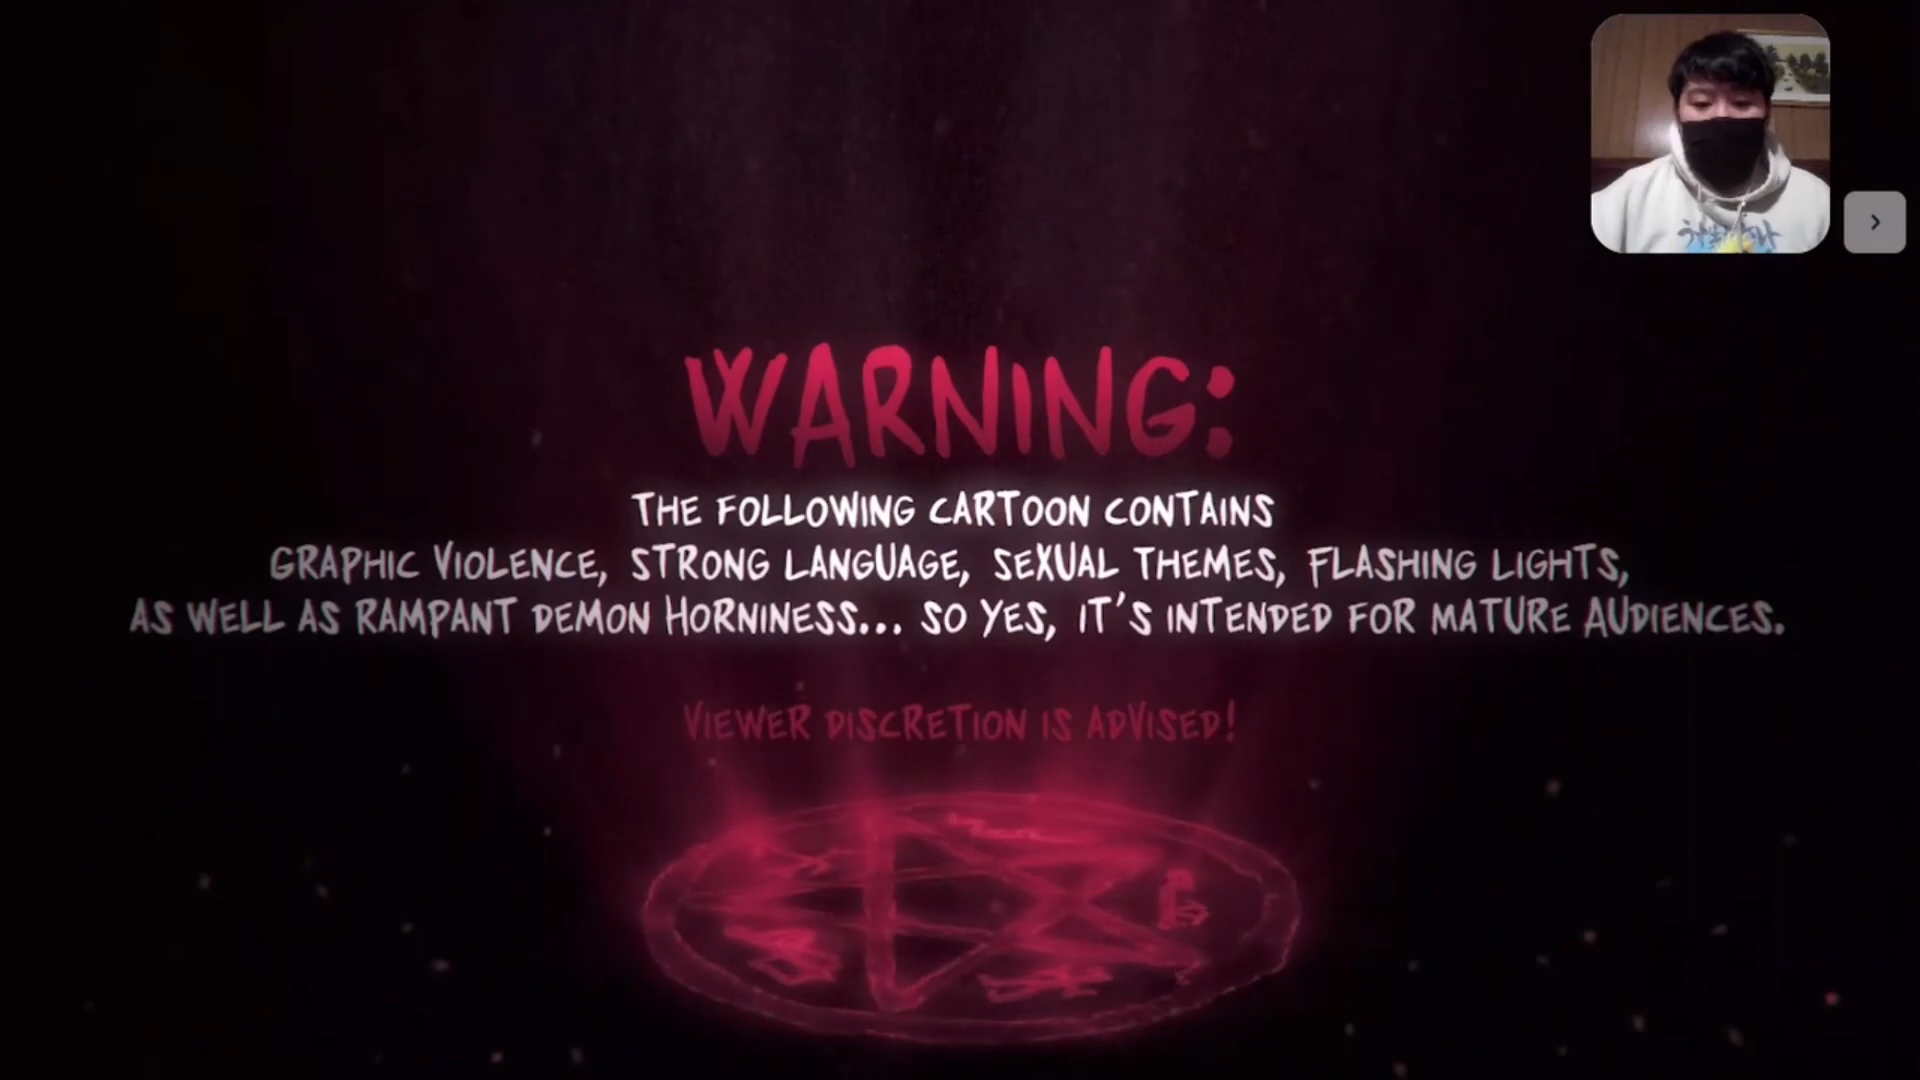 WARNING:
THE FOLLOWING CARTOON CONTAINS
GRAPHIC VIOLENCE, STRONG LANGUAGE, SEXUAL THEMES, FLASHING LIGHTS,
AS WELL AS RAMPANT DEMON HORNINESS... SO YES, IT'S INTENDED FOR MATURE AUDIENCES.
VIEWER DISCRETION IS ADVISED!